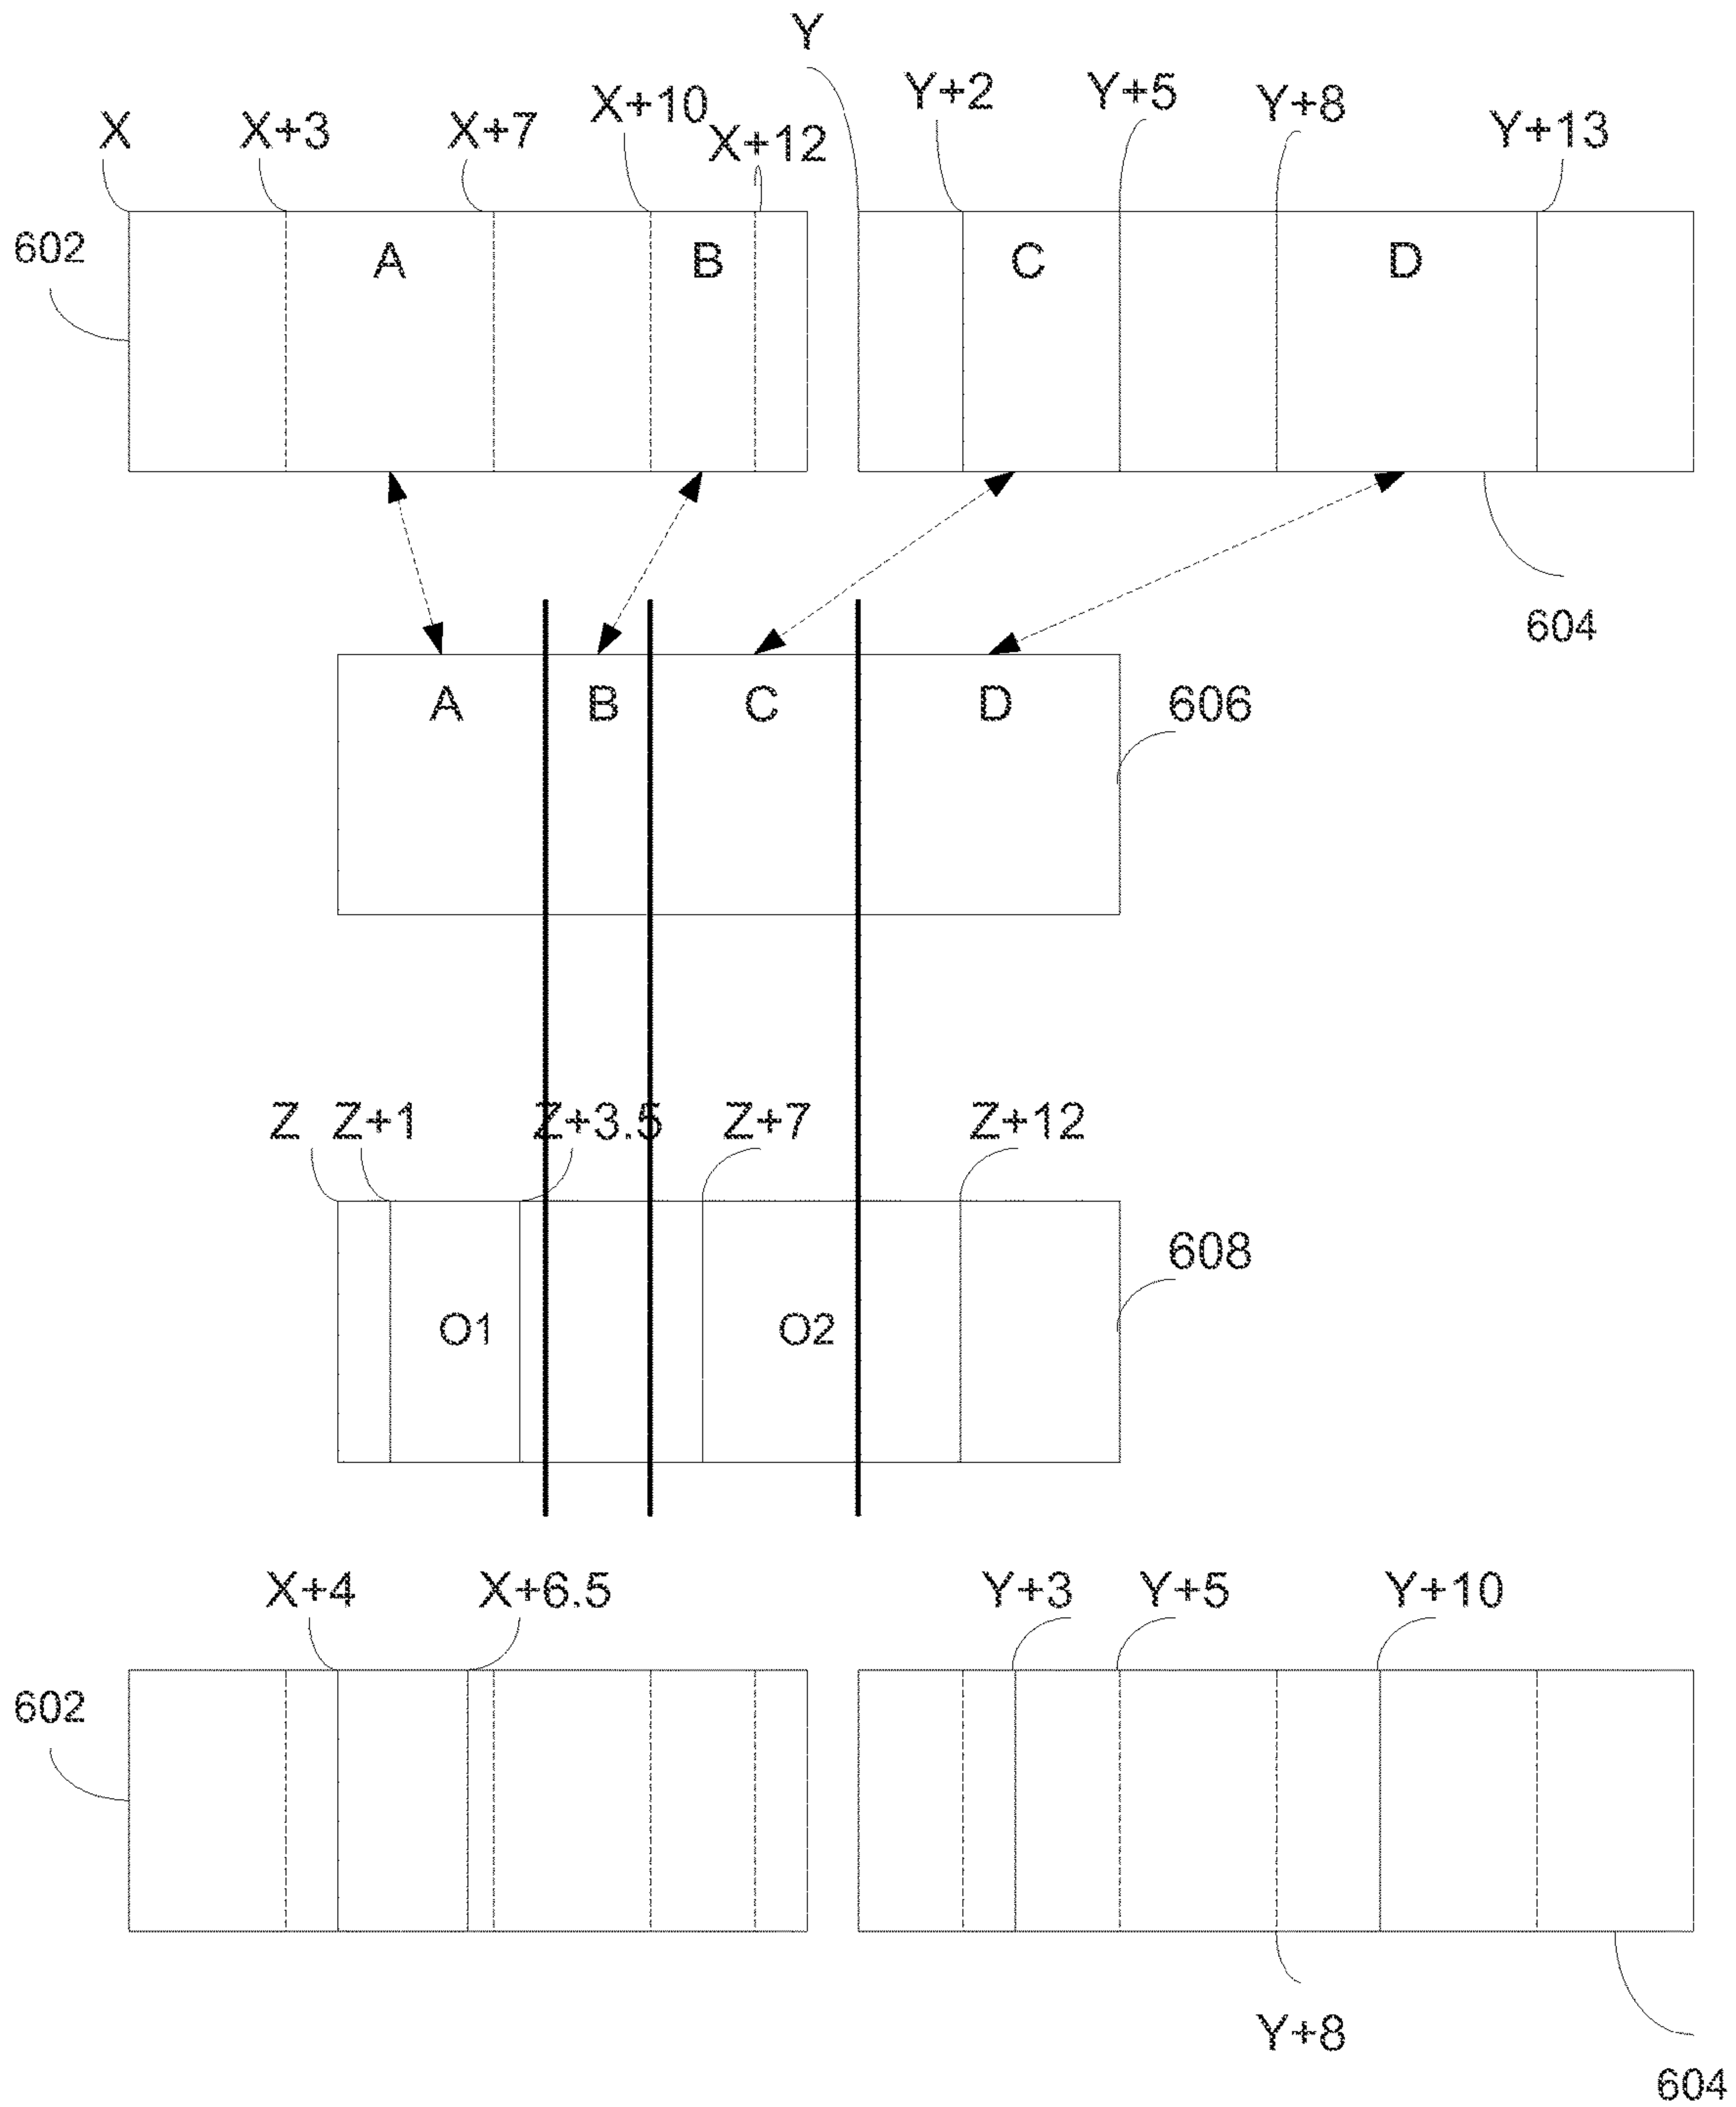 Y
X
X+3
X+7
X+10
X+12
Y+2
Y+5
Y+8
Y+13
602
A
B
C
D
604
A
B
C
D
606
Z
Z+1
Z+3.5
Z+7
Z+12
608
O1
O2
X+4
X+6.5
Y+3
Y+5
Y+10
602
Y+8
604